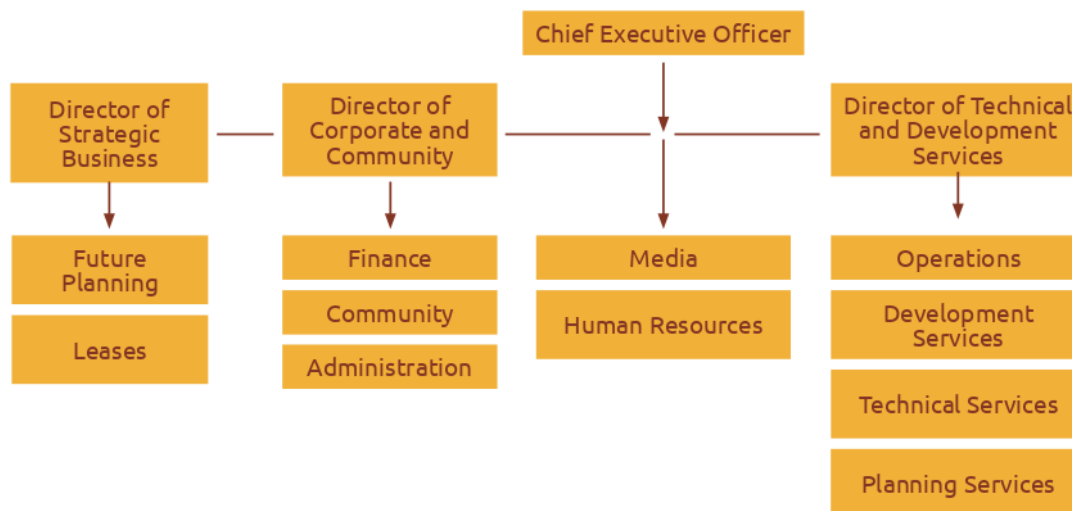 Chief Executive Officer
Director of
Strategic
Business
Director of
Corporate and
Community
Director of Technical
and Development
Services
Future
Planning
Leases
Finance
Community
Administration
Media
Human Resources
Operations
Development
Services
Technical Services
Planning Services